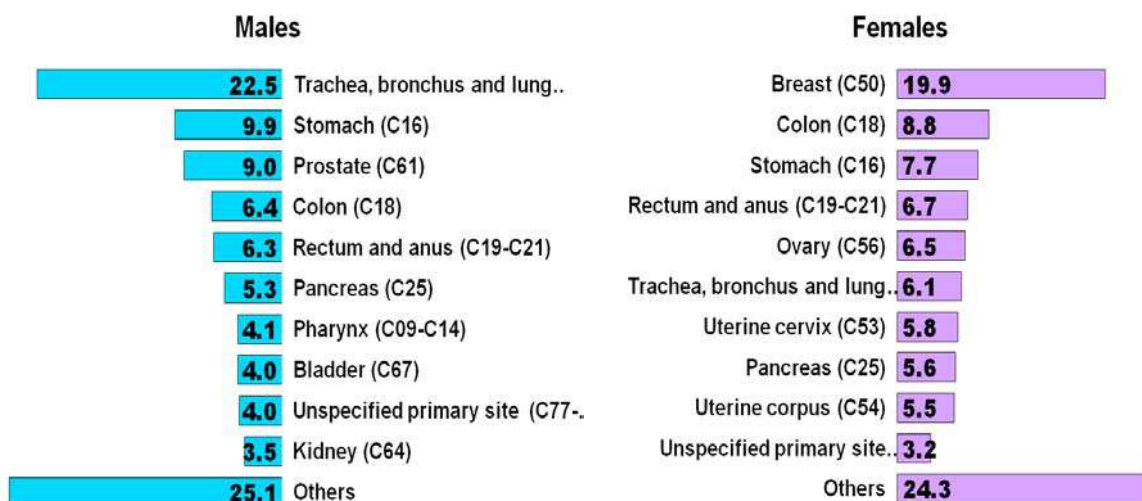 Males
22.5 Trachea, bronchus and lung..
9.9 Stomach (C16)
9.0 Prostate (C61)
6.4 Colon (C18)
6.3 Rectum and anus (C19-C21)
5.3 Pancreas (C25)
4.1 Pharynx (C09-C14)
4.0 Bladder (C67)
4.0 Unspecified primary site (C77-.
3.5 Kidney (C64)
25.1 Others
Females
Breast (C50) 19.9
Colon (C18) 8.8
Stomach (C16) 7.7
Rectum and anus (C19-C21) 6.7
Ovary (C56) 6.5
Trachea, bronchus and lung.. 6.1
Uterine cervix (C53) 5.8
Pancreas (C25) 5.6
Uterine corpus (C54) 5.5
Unspecified primary site.. 3.2
Others 24.3